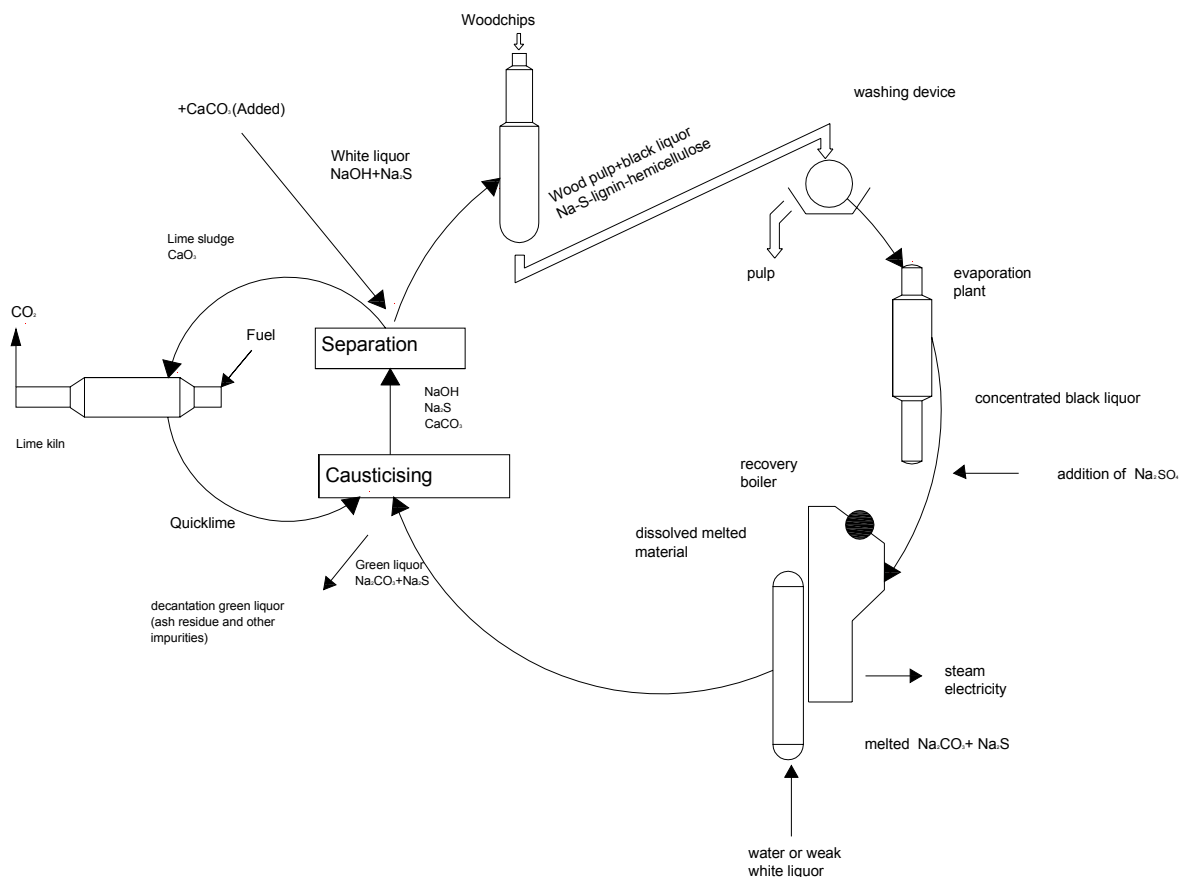 Woodchips
washing device
+CaCO₃(Added)
White liquor
NaOH+Na₂S
Wood pulp+black liquor
Na-S-lignin-hemicellulose
Lime sludge
CaO₃
pulp
evaporation
plant
CO₂
Fuel
Separation
NaOH
Na₂S
CaCO₃
concentrated black liquor
Lime kiln
recovery
boiler
Causticising
addition of Na₂SO₄
Quicklime
dissolved melted
material
Green liquor
Na₂CO₃+Na₂S
decantation green liquor
(ash residue and other
impurities)
steam
electricity
melted Na₂CO₃+ Na₂S
water or weak
white liquor